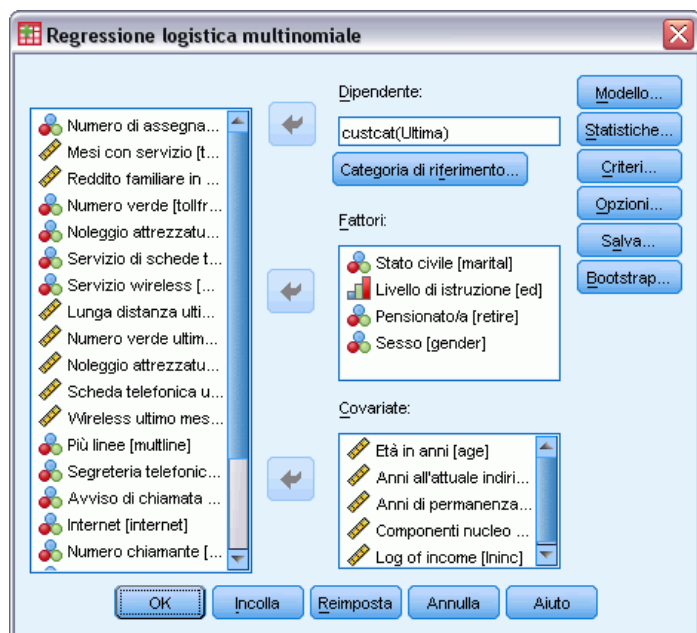 Regressione logistica multinomiale
Numero di assegna...
Mesi con servizio [t...
Reddito familiare in ...
Numero verde [tollfr...
Noleggio attrezzatu...
Servizio di schede t...
Servizio wireless [...
Lunga distanza ulti...
Numero verde ultim...
Noleggio attrezzatu...
Scheda telefonica u...
Wireless ultimo mes...
Più linee [multline]
Segreteria telefonic...
Avviso di chiamata ...
Internet [internet]
Numero chiamante [...
Dipendente:
custcat(Ultima)
Categoria di riferimento...
Fattori:
Stato civile [marital]
Livello di istruzione [ed]
Pensionato/a [retire]
Sesso [gender]
Covariate:
Età in anni [age]
Anni all'attuale indiri...
Anni di permanenza...
Componenti nucleo ...
Log of income [lninc]
Modello...
Statistiche...
Criteri...
Opzioni...
Salva...
Bootstrap...
OK
Incolla
Reimposta
Annulla
Aiuto